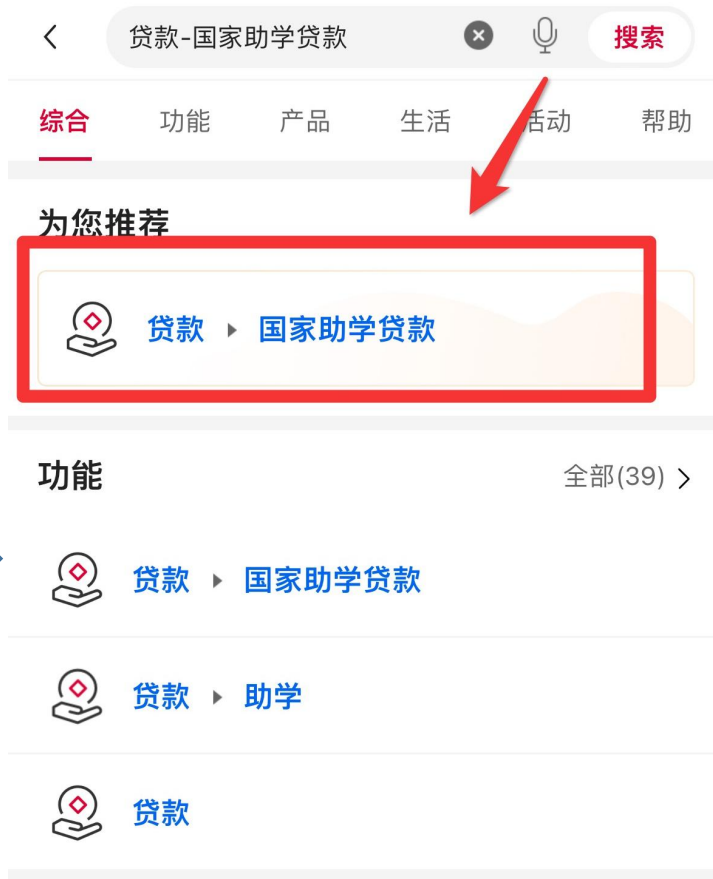 贷款-国家助学贷款 搜索
综合 功能 产品 生活 活动 帮助
为您推荐
贷款 国家助学贷款
功能 全部(39)
贷款 国家助学贷款
贷款 助学
贷款